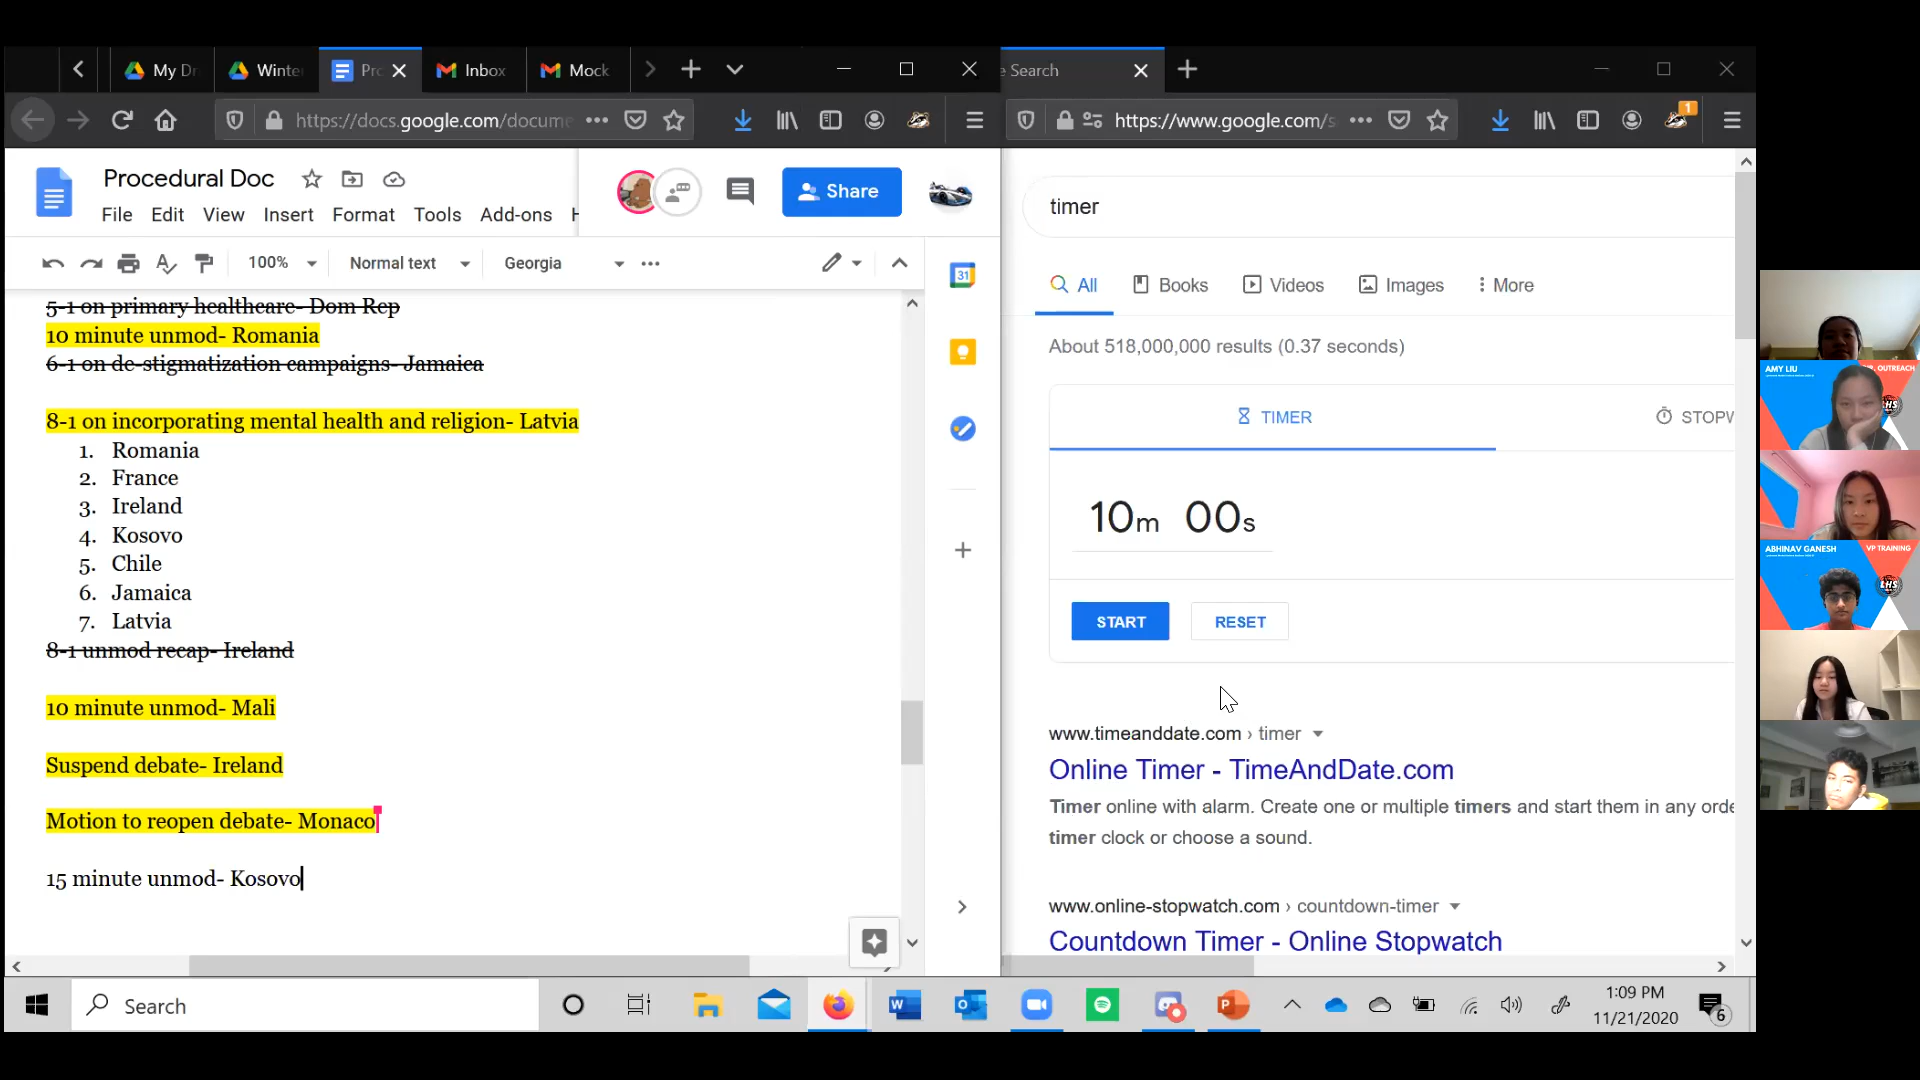 My Dr
Winte
Pro
Inbox
Mock
e Search
https://docs.google.com/docume
https://www.google.com/s
1
Procedural Doc
File Edit View Insert Format Tools Add-ons H
Share
100% Normal text Georgia
31
5-1 on primary healthcare- Dom Rep
10 minute unmod- Romania
6-1 on de-stigmatization campaigns- Jamaica
8-1 on incorporating mental health and religion- Latvia
1. Romania
2. France
3. Ireland
4. Kosovo
5. Chile
6. Jamaica
7. Latvia
8-1 unmod recap- Ireland
10 minute unmod- Mali
Suspend debate- Ireland
Motion to reopen debate- Monaco
15 minute unmod- Kosovo
timer
All Books Videos Images More
About 518,000,000 results (0.37 seconds)
TIMER STOPW
10m 00s
START RESET
www.timeanddate.com › timer
Online Timer - TimeAndDate.com
Timer online with alarm. Create one or multiple timers and start them in any orde
timer clock or choose a sound.
www.online-stopwatch.com › countdown-timer
Countdown Timer - Online Stopwatch
AMY LIU
OUTREACH
LHS
ABHINAV GANESH VP TRAINING
LHS
Search
1:09 PM
11/21/2020
6